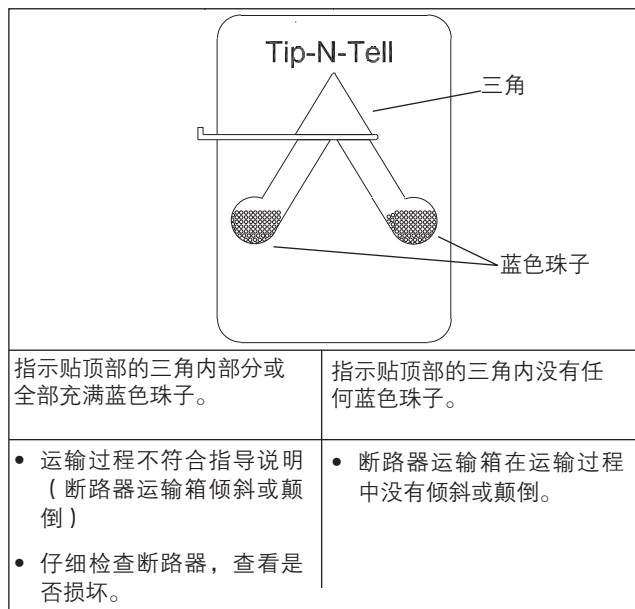 Tip-N-Tell
三角
蓝色珠子
指示贴顶部的三角内部分或
全部充满蓝色珠子。
指示贴顶部的三角内没有任
何蓝色珠子。
• 运输过程不符合指导说明
（断路器运输箱倾斜或颠
倒）
• 仔细检查断路器，查看是
否损坏。
• 断路器运输箱在运输过程
中没有倾斜或颠倒。